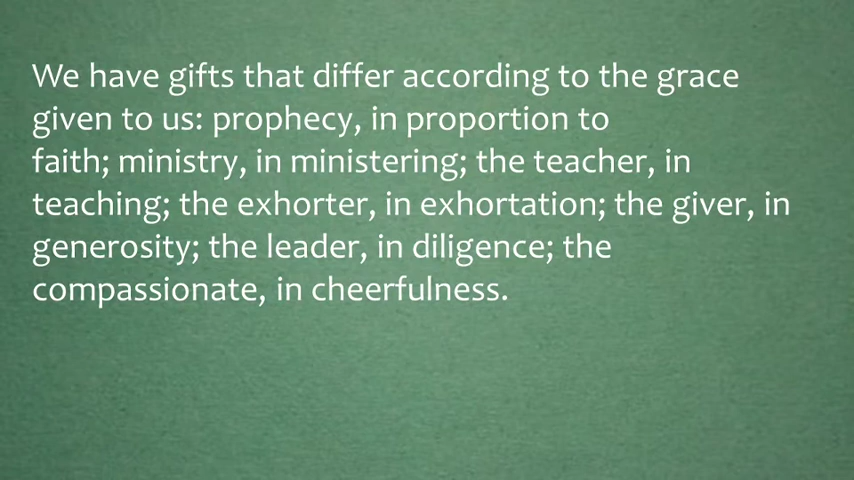 We have gifts that differ according to the grace
given to us: prophecy, in proportion to
faith; ministry, in ministering; the teacher, in
teaching; the exhorter, in exhortation; the giver, in
generosity; the leader, in diligence; the
compassionate, in cheerfulness.